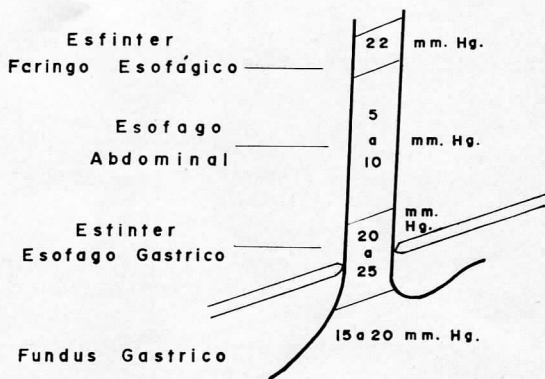 Esfinter
Faringo Esofágico
22 mm. Hg.
Esofago
Abdominal
5
a
10
mm. Hg.
Esfinter
Esofago Gastrico
20
a
25
mm.
Hg.
Fundus Gastrico
15 a 20 mm. Hg.